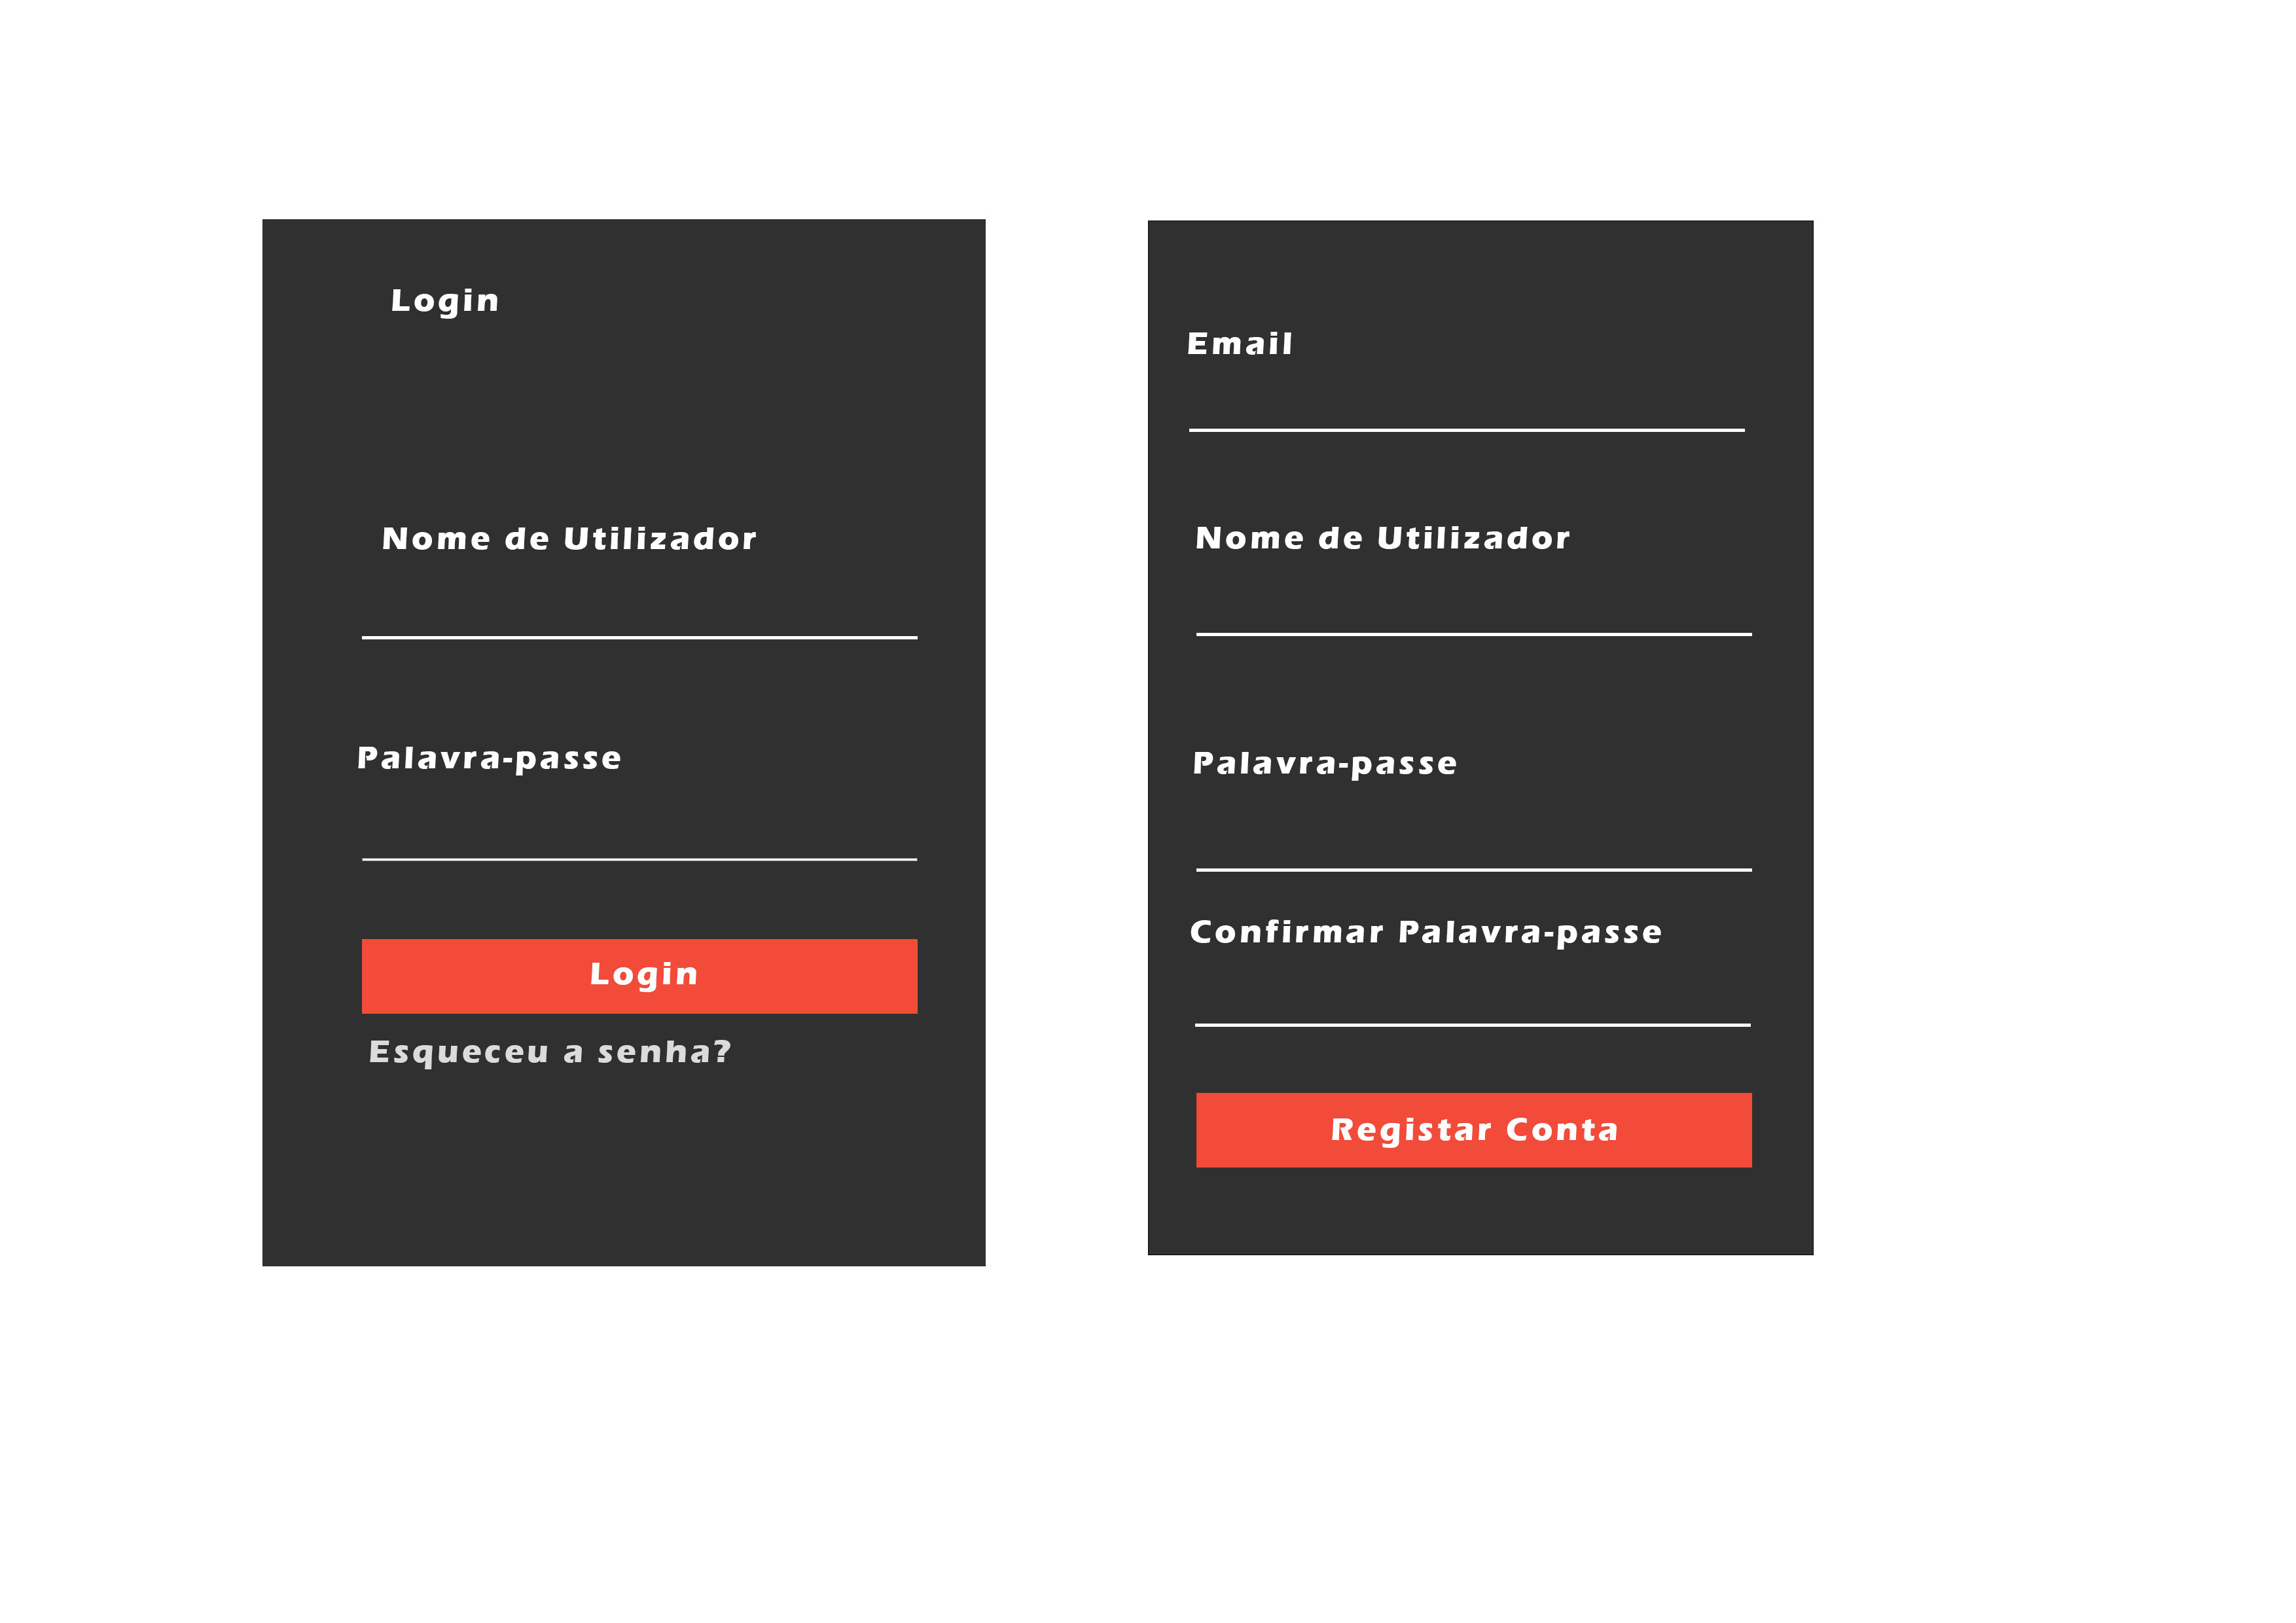 Login
Nome de Utilizador
Palavra-passe
Login
Esqueceu a senha?
Email
Nome de Utilizador
Palavra-passe
Confirmar Palavra-passe
Registar Conta